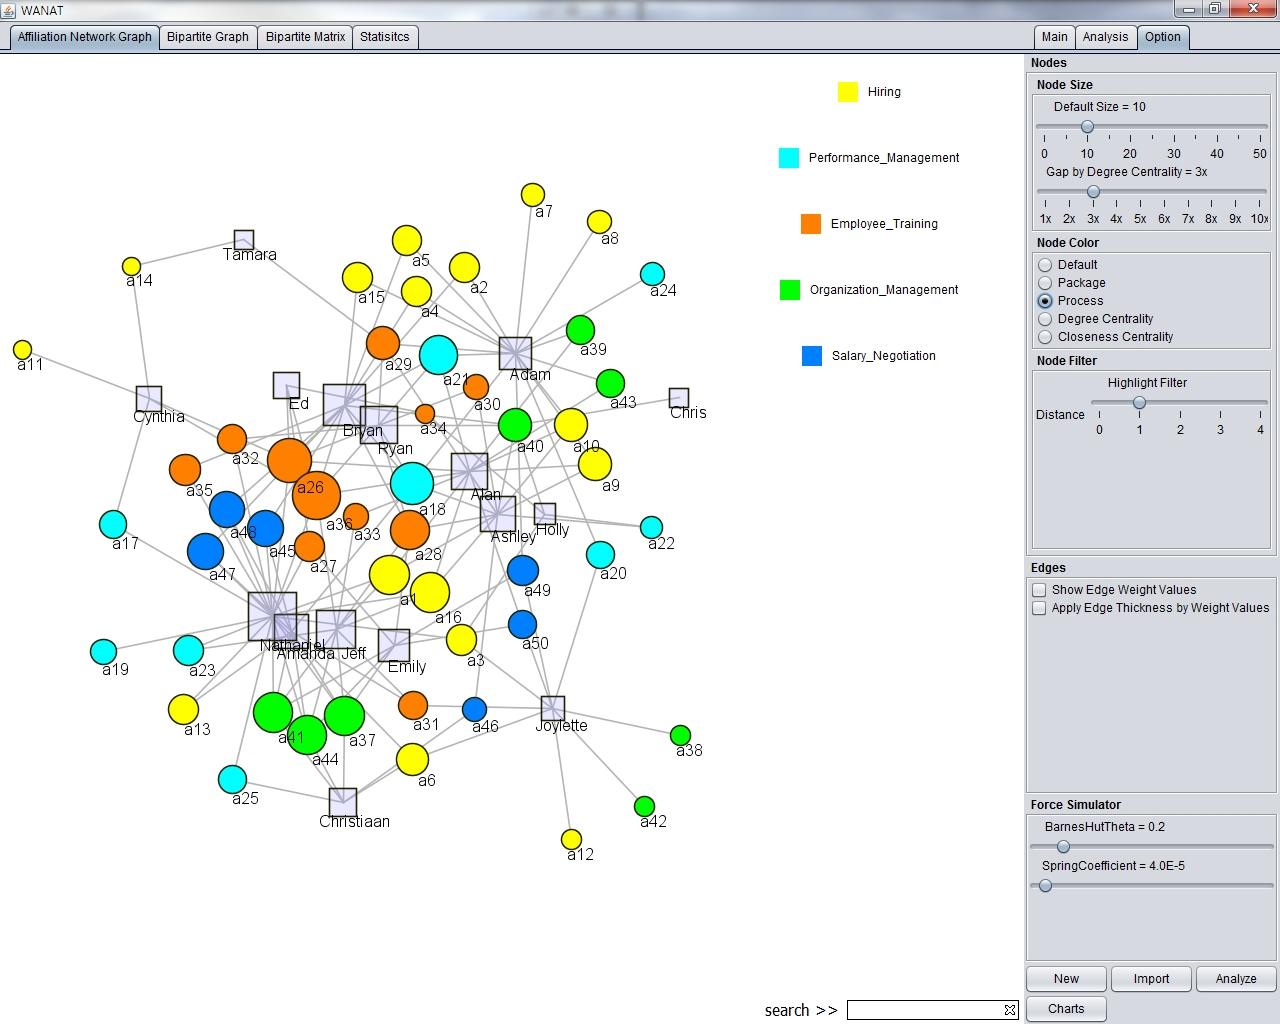 WANAT
Affiliation Network Graph
Bipartite Graph
Bipartite Matrix
Statisitcs
Main
Analysis
Option
Hiring
Performance_Management
Employee_Training
Organization_Management
Salary_Negotiation
a7
a8
Tamara
a5
a14
a2
a24
a15
a4
a39
a11
a29
a21
Adam
a30
a43
Ed
Cynthia
Chris
Bryan
a34
a40
a10
Ryan
a32
a26
a9
a35
Alan
a18
a36
a48
a33
Holly
a17
a45
Ashley
a22
a28
a27
a47
a20
a49
a1
a16
a50
Nathaniel
Amanda
Jeff
a3
Emily
a19
a23
a13
a31
a46
Joylette
a41
a37
a38
a44
a6
a25
Christiaan
a42
a12
search >>
Nodes
Node Size
Default Size = 10
0 10 20 30 40 50
Gap by Degree Centrality = 3x
1x 2x 3x 4x 5x 6x 7x 8x 9x 10x
Node Color
Default
Package
Process
Degree Centrality
Closeness Centrality
Node Filter
Highlight Filter
Distance
0 1 2 3 4
Edges
Show Edge Weight Values
Apply Edge Thickness by Weight Values
Force Simulator
BarnesHutTheta = 0.2
SpringCoefficient = 4.0E-5
New
Import
Analyze
Charts